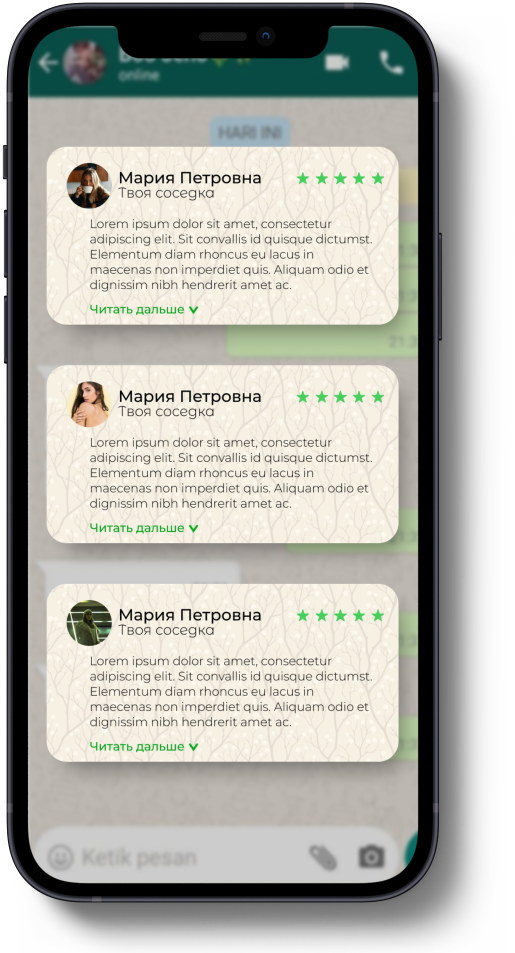 online
HARI INI
Мария Петровна
Твоя соседка
Lorem ipsum dolor sit amet, consectetur
adipiscing elit. Sit convallis id quisque dictumst.
Elementum diam rhoncus eu lacus in
maecenas non imperdiet quis. Aliquam odio et
dignissim nibh hendrerit amet ac.
Читать дальше
Мария Петровна
Твоя соседка
Lorem ipsum dolor sit amet, consectetur
adipiscing elit. Sit convallis id quisque dictumst.
Elementum diam rhoncus eu lacus in
maecenas non imperdiet quis. Aliquam odio et
dignissim nibh hendrerit amet ac.
Читать дальше
Мария Петровна
Твоя соседка
Lorem ipsum dolor sit amet, consectetur
adipiscing elit. Sit convallis id quisque dictumst.
Elementum diam rhoncus eu lacus in
maecenas non imperdiet quis. Aliquam odio et
dignissim nibh hendrerit amet ac.
Читать дальше
Ketik pesan